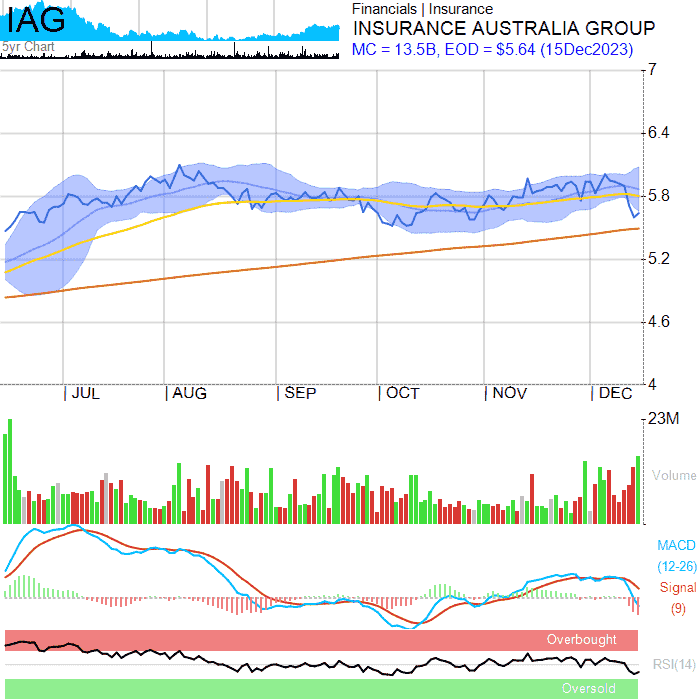 IAG
5yr Chart
Financials | Insurance
INSURANCE AUSTRALIA GROUP
MC = 13.5B, EOD = $5.64 (15Dec2023)
7
6.4
5.8
5.2
4.6
4
JUL AUG SEP OCT NOV DEC
23M
Volume
MACD
(12-26)
Signal
(9)
Overbought
RSI(14)
Oversold